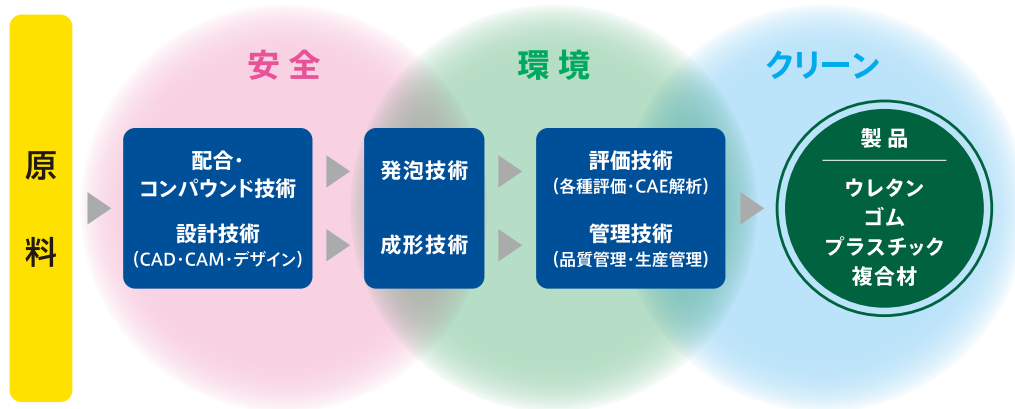 原料
安全
環境
クリーン
配合・
コンパウンド技術
設計技術
(CAD・CAM・デザイン)
発泡技術
成形技術
評価技術
(各種評価・CAE解析)
管理技術
(品質管理・生産管理)
製品
ウレタン
ゴム
プラスチック
複合材